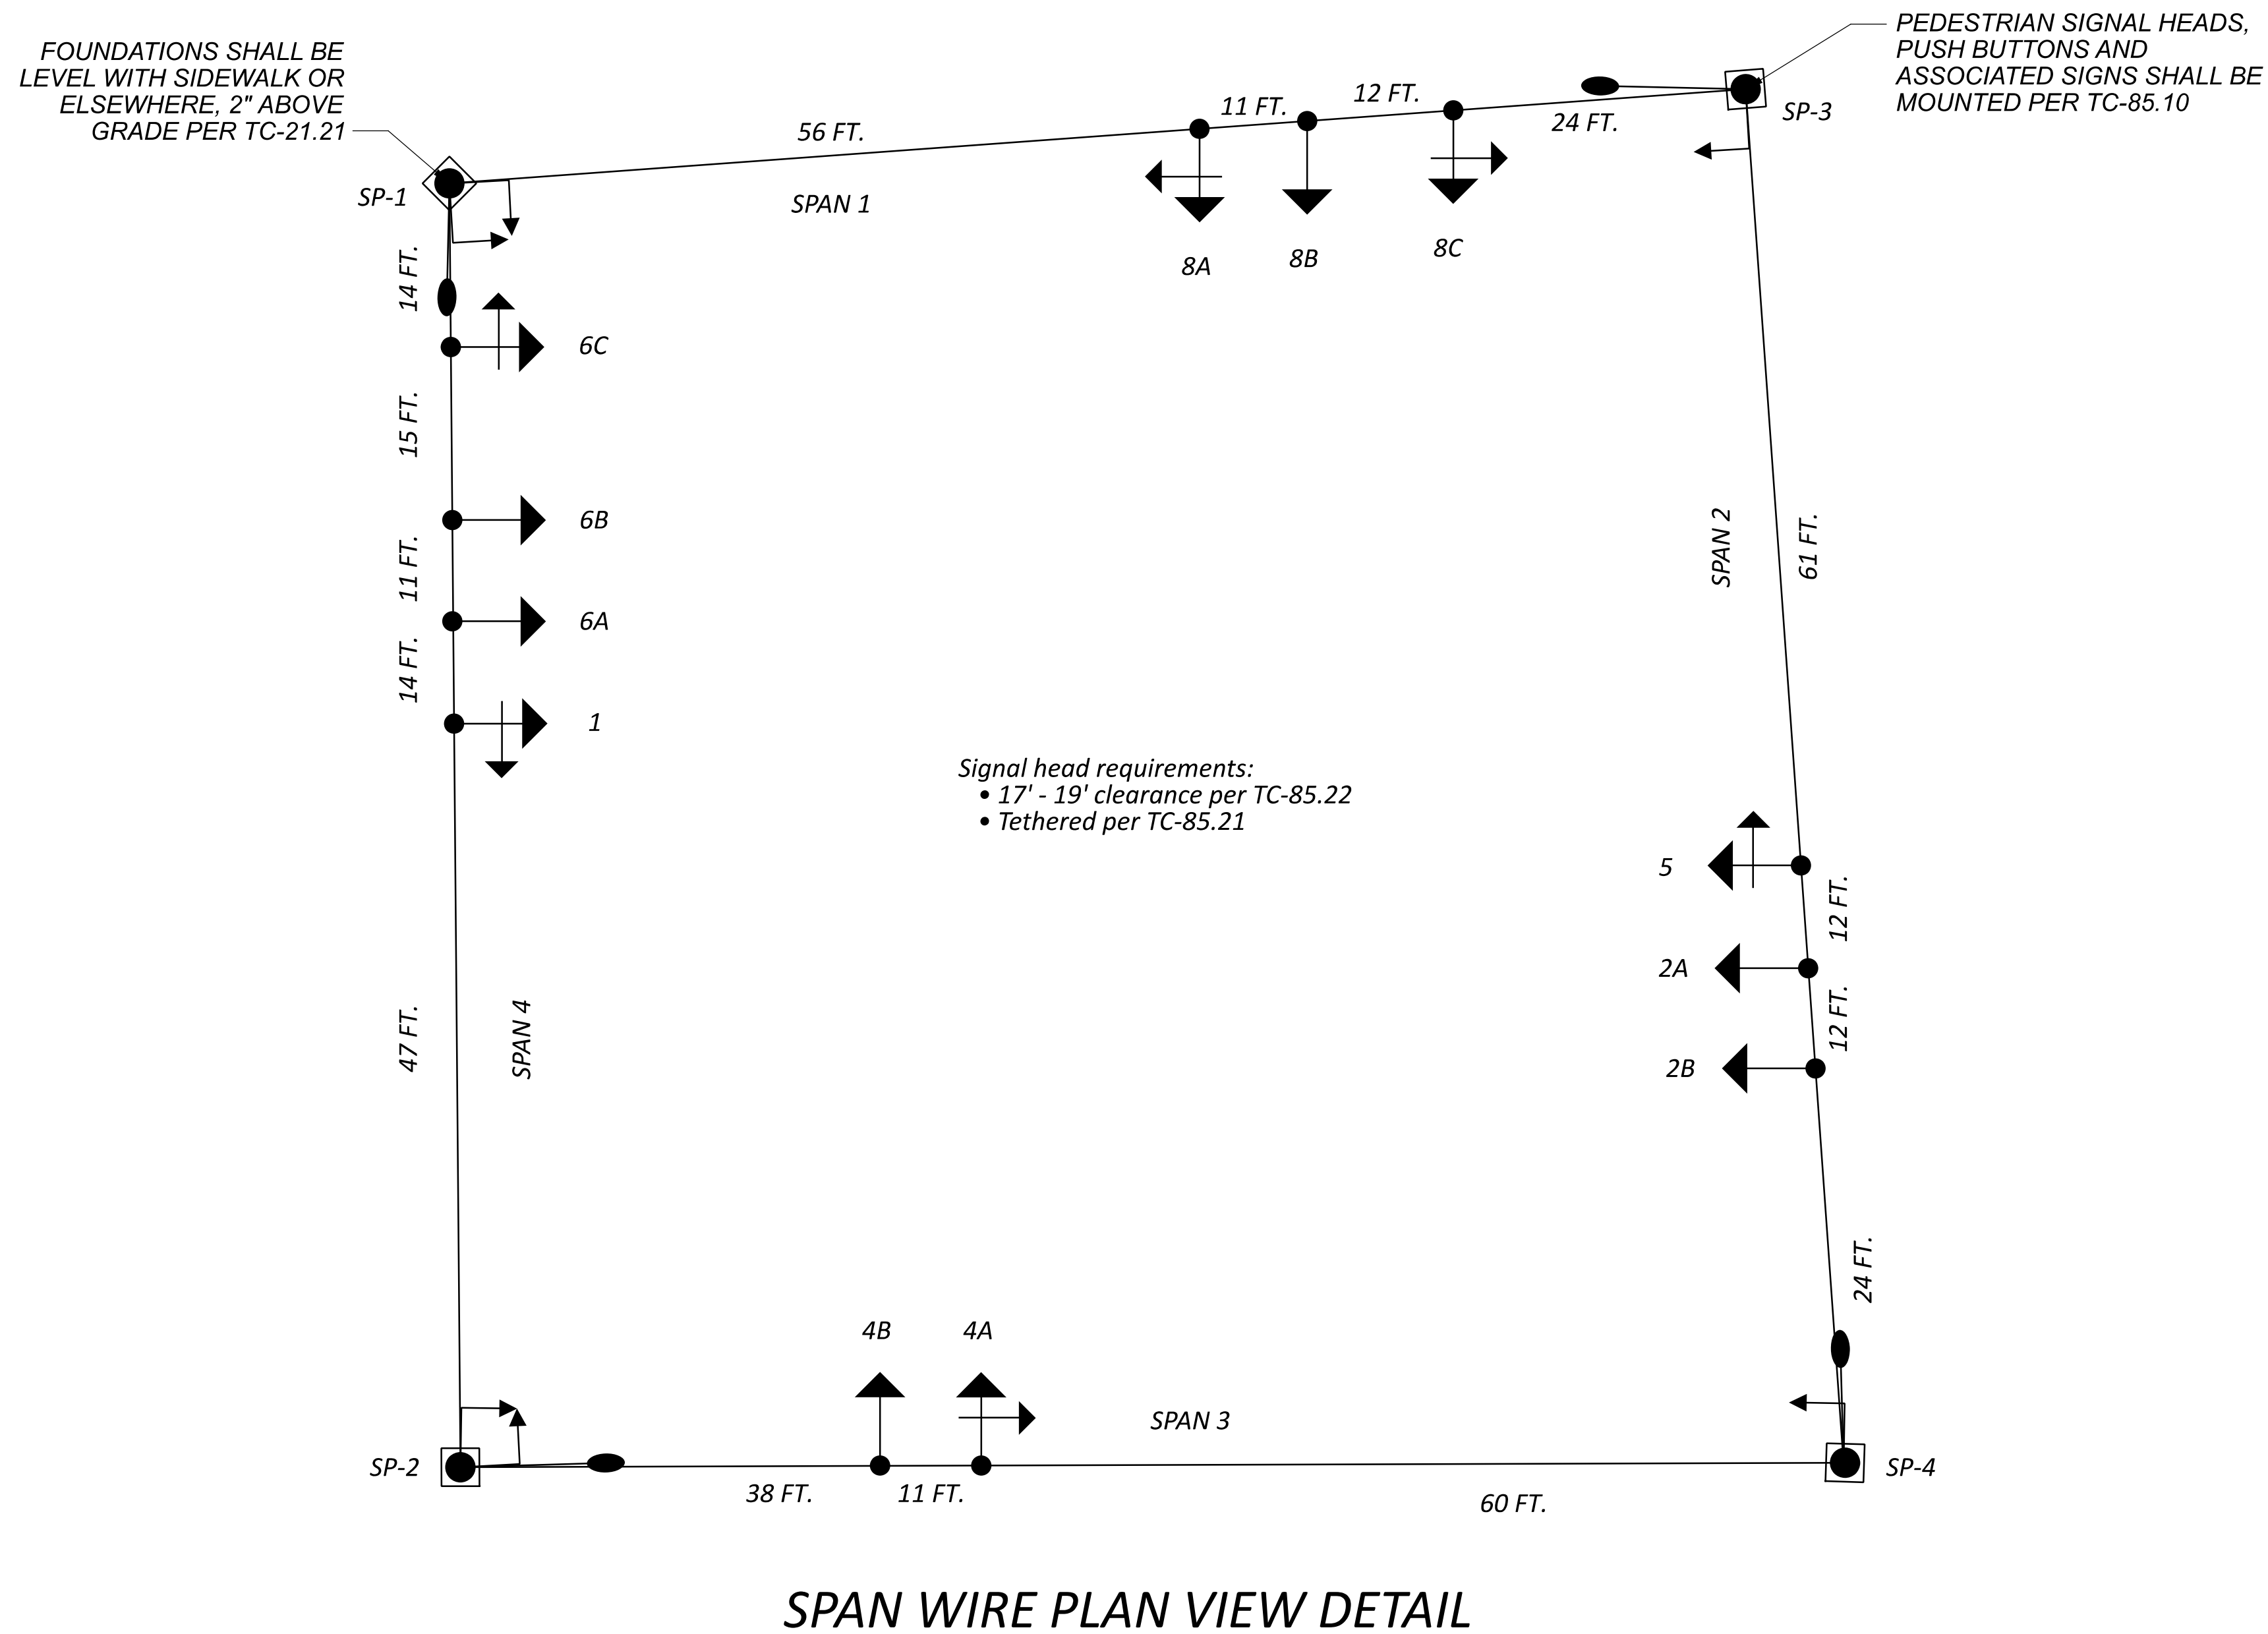 FOUNDATIONS SHALL BE
LEVEL WITH SIDEWALK OR
ELSEWHERE, 2" ABOVE
GRADE PER TC-21.21
PEDESTRIAN SIGNAL HEADS,
PUSH BUTTONS AND
ASSOCIATED SIGNS SHALL BE
MOUNTED PER TC-85.10
SP-1
56 FT.
SPAN 1
11 FT.
12 FT.
24 FT.
SP-3
8A
8B
8C
14 FT.
6C
15 FT.
6B
11 FT.
6A
14 FT.
1
47 FT.
SPAN 4
Signal head requirements:
• 17' - 19' clearance per TC-85.22
• Tethered per TC-85.21
SPAN 2
61 FT.
5
12 FT.
2A
12 FT.
2B
24 FT.
4B
4A
SPAN 3
SP-2
38 FT.
11 FT.
60 FT.
SP-4
SPAN WIRE PLAN VIEW DETAIL